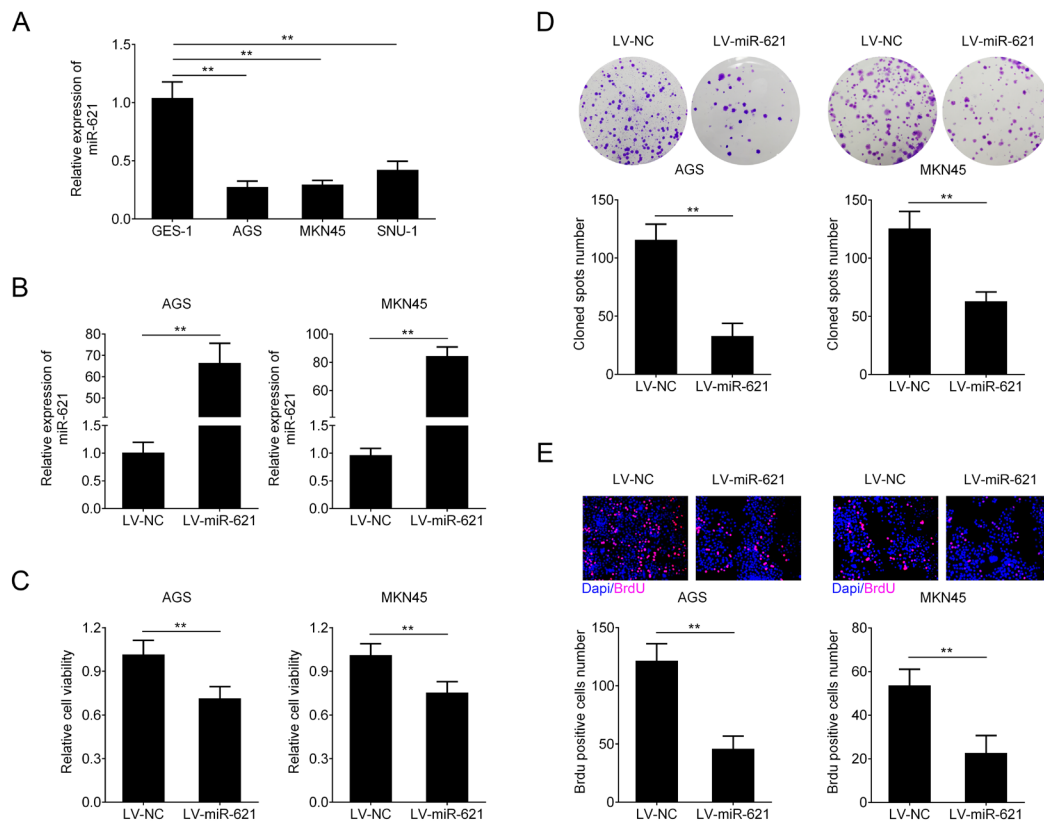 A
Relative expression of
miR-621
1.5
1.0
0.5
0.0
**
**
**
GES-1 AGS MKN45 SNU-1
B
AGS
Relative expression of
miR-621
80
70
60
50
1.5
1.0
0.5
0.0
**
LV-NC LV-miR-621
MKN45
Relative expression of
miR-621
100
80
60
1.5
1.0
0.5
0.0
**
LV-NC LV-miR-621
C
AGS
Relative cell viability
1.2
0.9
0.6
0.3
0.0
**
LV-NC LV-miR-621
MKN45
Relative cell viability
1.2
0.9
0.6
0.3
0.0
**
LV-NC LV-miR-621
D
LV-NC LV-miR-621
AGS
Cloned spots number
150
100
50
0
**
LV-NC LV-miR-621
LV-NC LV-miR-621
MKN45
Cloned spots number
150
100
50
0
**
LV-NC LV-miR-621
E
LV-NC LV-miR-621
Dapi/BrdU
AGS
Brdu positive cells number
150
100
50
0
**
LV-NC LV-miR-621
LV-NC LV-miR-621
Dapi/BrdU
MKN45
Brdu positive cells number
80
60
40
20
0
**
LV-NC LV-miR-621